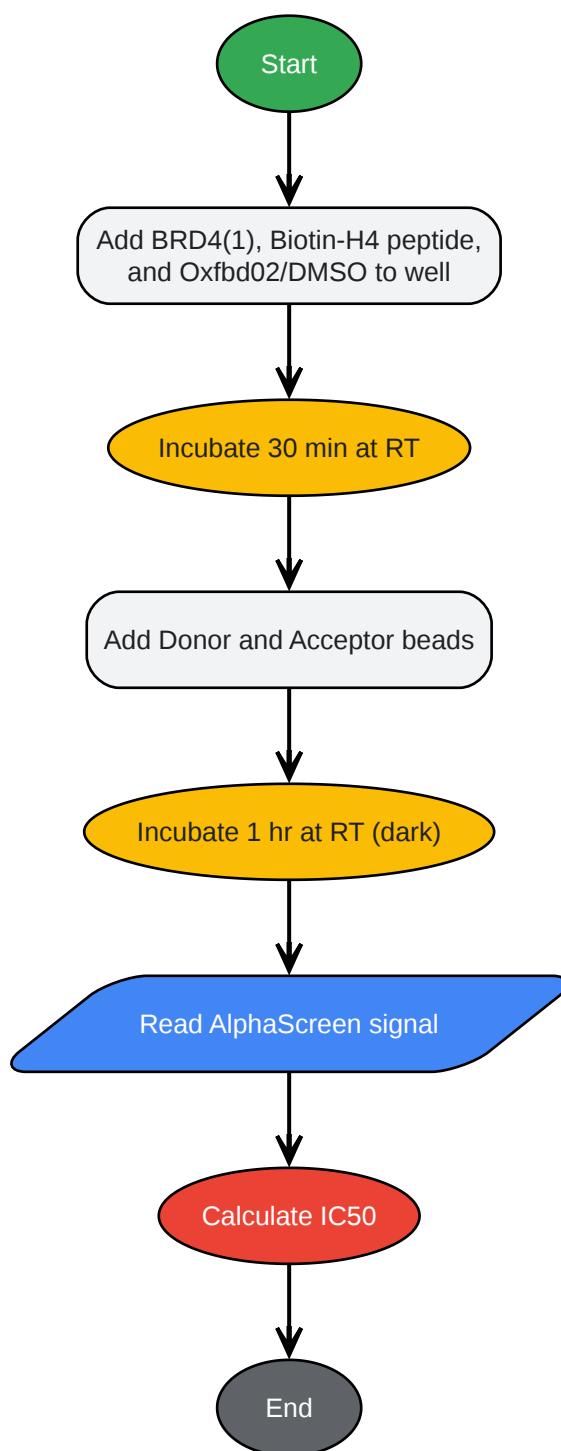 Start
Add BRD4(1), Biotin-H4 peptide,
and Oxfbd02/DMSO to well
Incubate 30 min at RT
Add Donor and Acceptor beads
Incubate 1 hr at RT (dark)
Read AlphaScreen signal
Calculate IC50
End